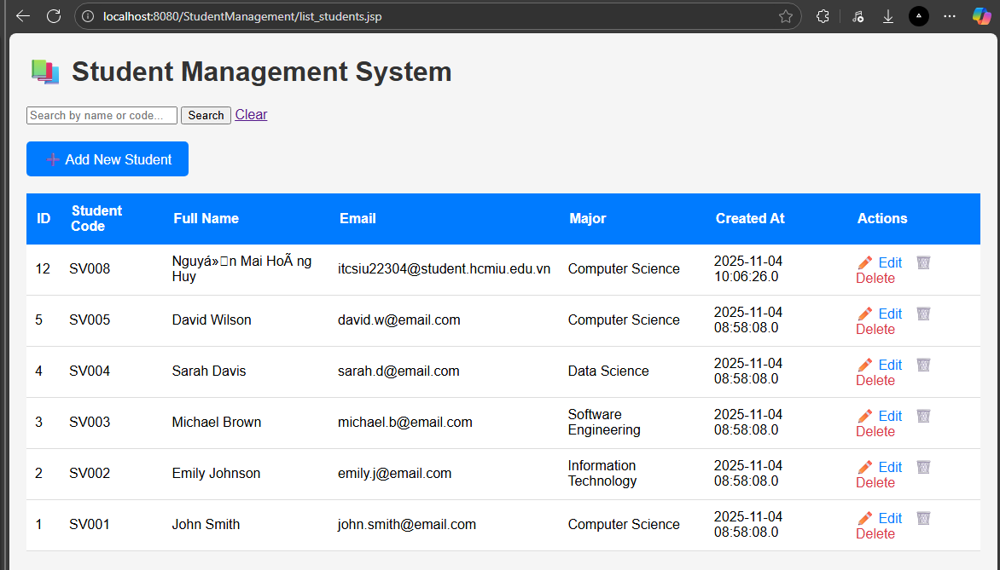 localhost:8080/StudentManagement/list_students.jsp
📚 Student Management System
Search by name or code... Search Clear
➕ Add New Student
ID Student Code Full Name Email Major Created At Actions
12 SV008 Nguyá»\u0085n Mai HoÃ ng Huy itcsiu22304@student.hcmiu.edu.vn Computer Science 2025-11-04 10:06:26.0 ✏️ Edit 🗑️ Delete
5 SV005 David Wilson david.w@email.com Computer Science 2025-11-04 08:58:08.0 ✏️ Edit 🗑️ Delete
4 SV004 Sarah Davis sarah.d@email.com Data Science 2025-11-04 08:58:08.0 ✏️ Edit 🗑️ Delete
3 SV003 Michael Brown michael.b@email.com Software Engineering 2025-11-04 08:58:08.0 ✏️ Edit 🗑️ Delete
2 SV002 Emily Johnson emily.j@email.com Information Technology 2025-11-04 08:58:08.0 ✏️ Edit 🗑️ Delete
1 SV001 John Smith john.smith@email.com Computer Science 2025-11-04 08:58:08.0 ✏️ Edit 🗑️ Delete